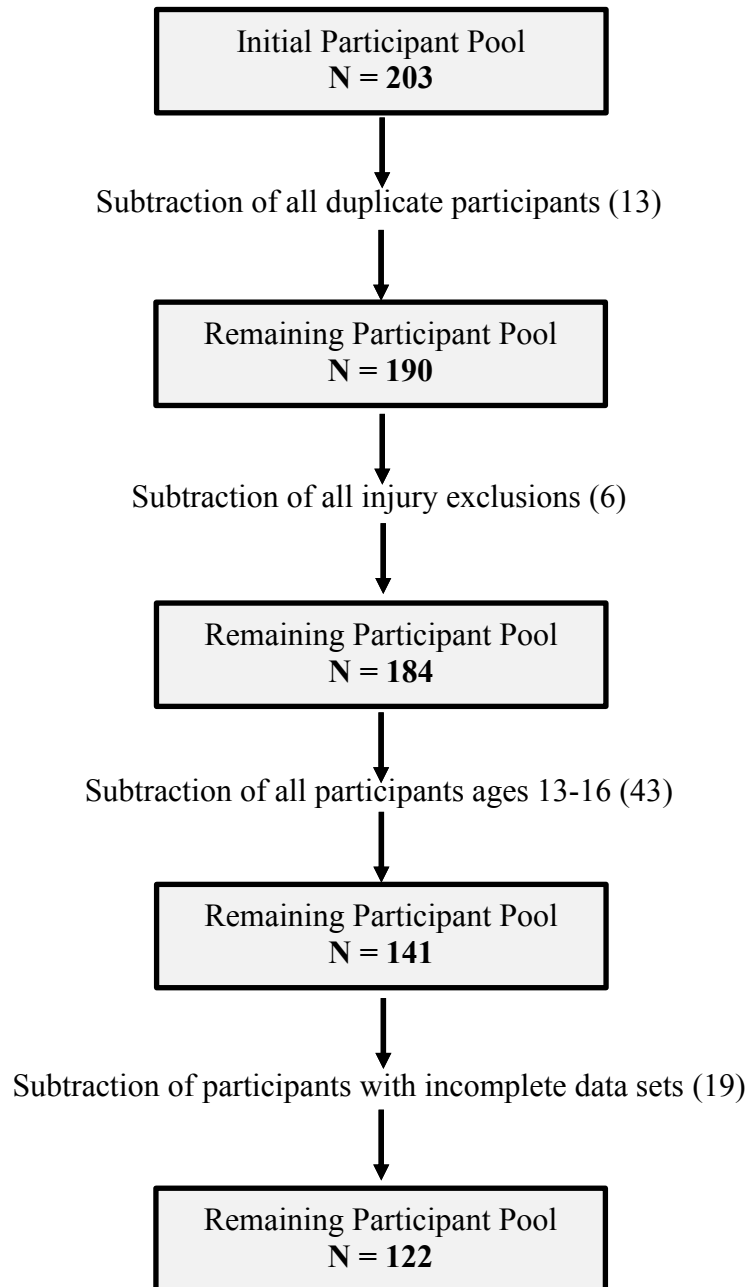 Initial Participant Pool
N = 203
Subtraction of all duplicate participants (13)
Remaining Participant Pool
N = 190
Subtraction of all injury exclusions (6)
Remaining Participant Pool
N = 184
Subtraction of all participants ages 13-16 (43)
Remaining Participant Pool
N = 141
Subtraction of participants with incomplete data sets (19)
Remaining Participant Pool
N = 122